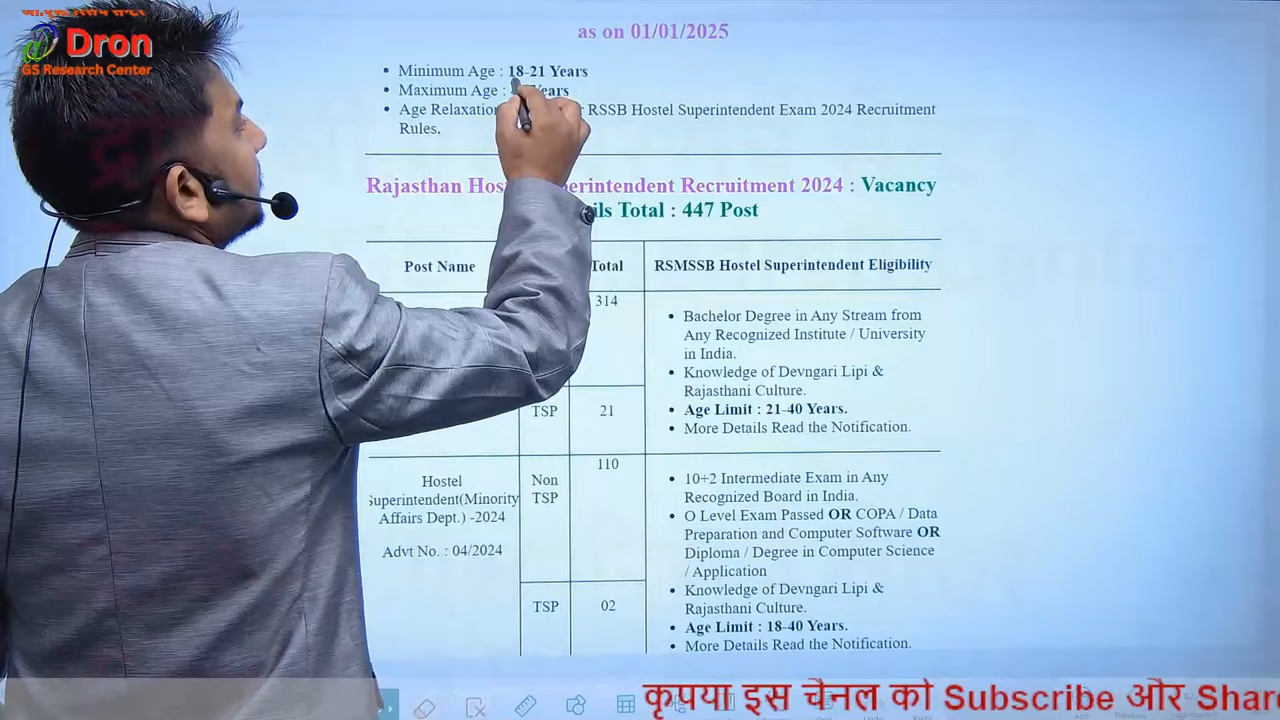 Dron
GS Research Center
as on 01/01/2025
Minimum Age : 18-21 Years
Maximum Age : Years
Age Relaxation RSSB Hostel Superintendent Exam 2024 Recruitment
Rules.
Rajasthan Recruitment 2024 : Vacancy
Total : 447 Post
Post Name
Total
RSMSSB Hostel Superintendent Eligibility
314
Bachelor Degree in Any Stream from
Any Recognized Institute / University
in India.
Knowledge of Devngari Lipi &
Rajasthani Culture.
Age Limit : 21-40 Years.
More Details Read the Notification.
TSP
21
Hostel
Superintendent(Minority
Affairs Dept.) -2024
Advt No. : 04/2024
Non
TSP
110
10+2 Intermediate Exam in Any
Recognized Board in India.
O Level Exam Passed OR COPA / Data
Preparation and Computer Software OR
Diploma / Degree in Computer Science
/ Application
Knowledge of Devngari Lipi &
Rajasthani Culture.
Age Limit : 18-40 Years.
More Details Read the Notification.
TSP
02
कृपया इस चैनल को Subscribe और Share